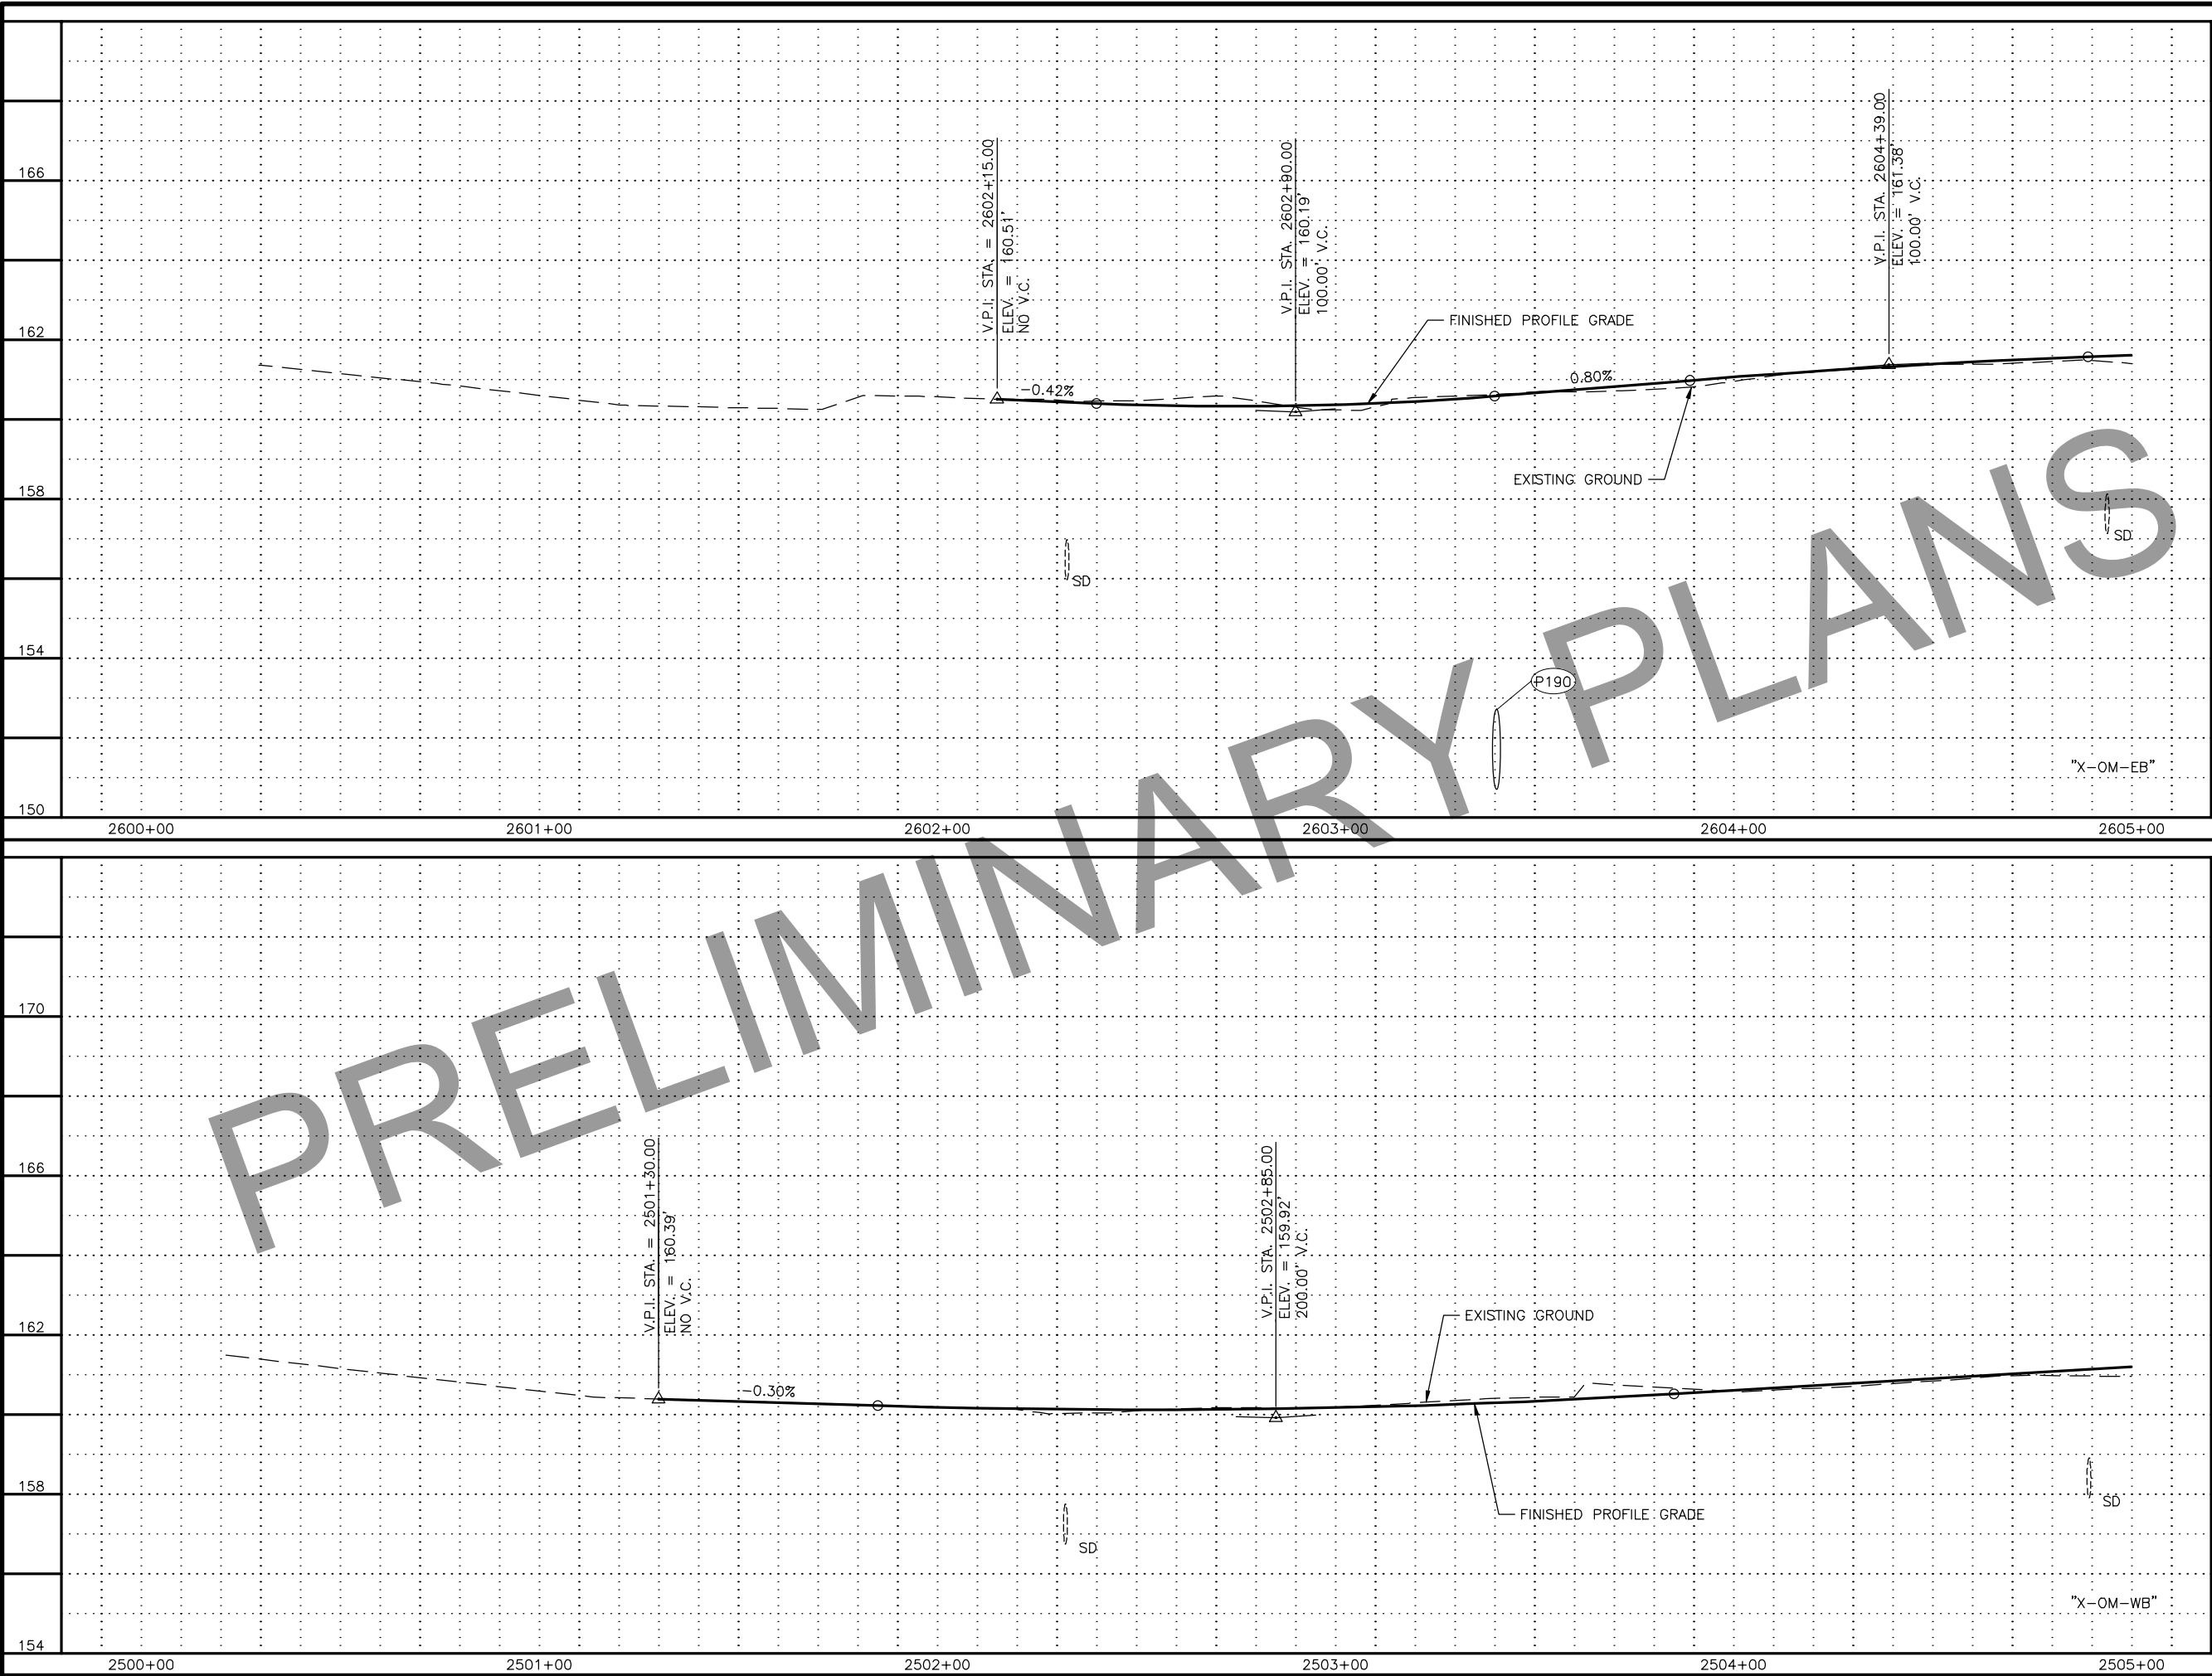 V.P.I. STA. = 2602+15.00
ELEV. = 160.51'
NO V.C.
V.P.I. STA. 2602+90.00
ELEV. = 160.19'
100.00' V.C.
V.P.I. STA. 2604+39.00
ELEV. = 161.38'
100.00' V.C.
166
162
158
154
150
FINISHED PROFILE GRADE
-0.42%
0.80%
EXISTING GROUND
SD
SD
P190
"X-OM-EB"
2600+00
2601+00
2602+00
2603+00
2604+00
2605+00
PRELIMINARY PLANS
170
166
162
158
154
V.P.I. STA. = 2501+30.00
ELEV. = 160.39'
NO V.C.
V.P.I. STA. 2502+85.00
ELEV. = 159.92'
200.00' V.C.
EXISTING GROUND
-0.30%
FINISHED PROFILE GRADE
SD
SD
"X-OM-WB"
2500+00
2501+00
2502+00
2503+00
2504+00
2505+00